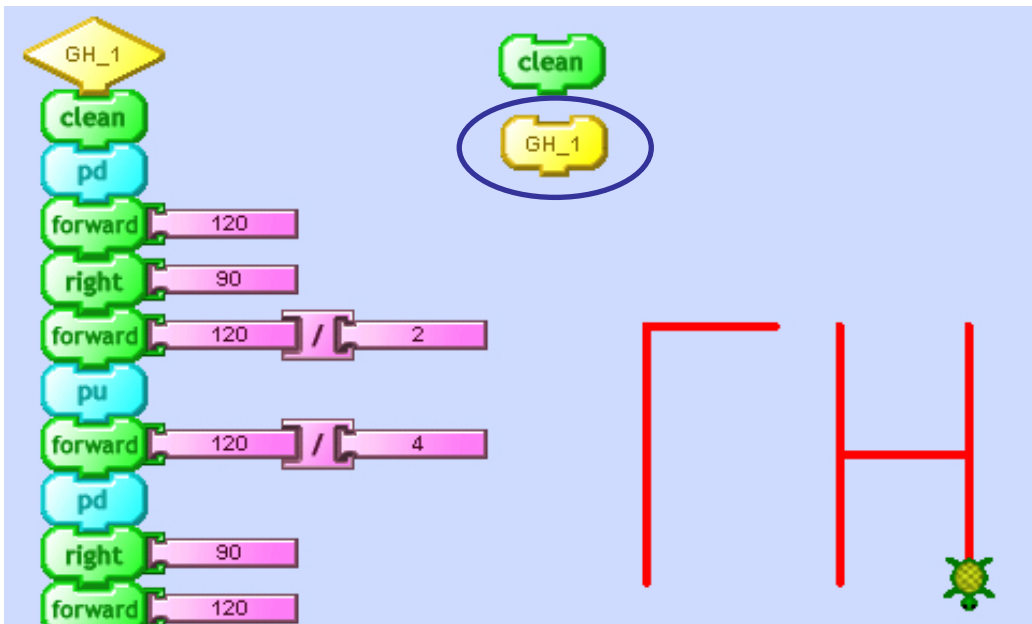 GH_1
clean
pd
forward 120
right 90
forward 120 / 2
pu
forward 120 / 4
pd
right 90
forward 120
clean
GH_1